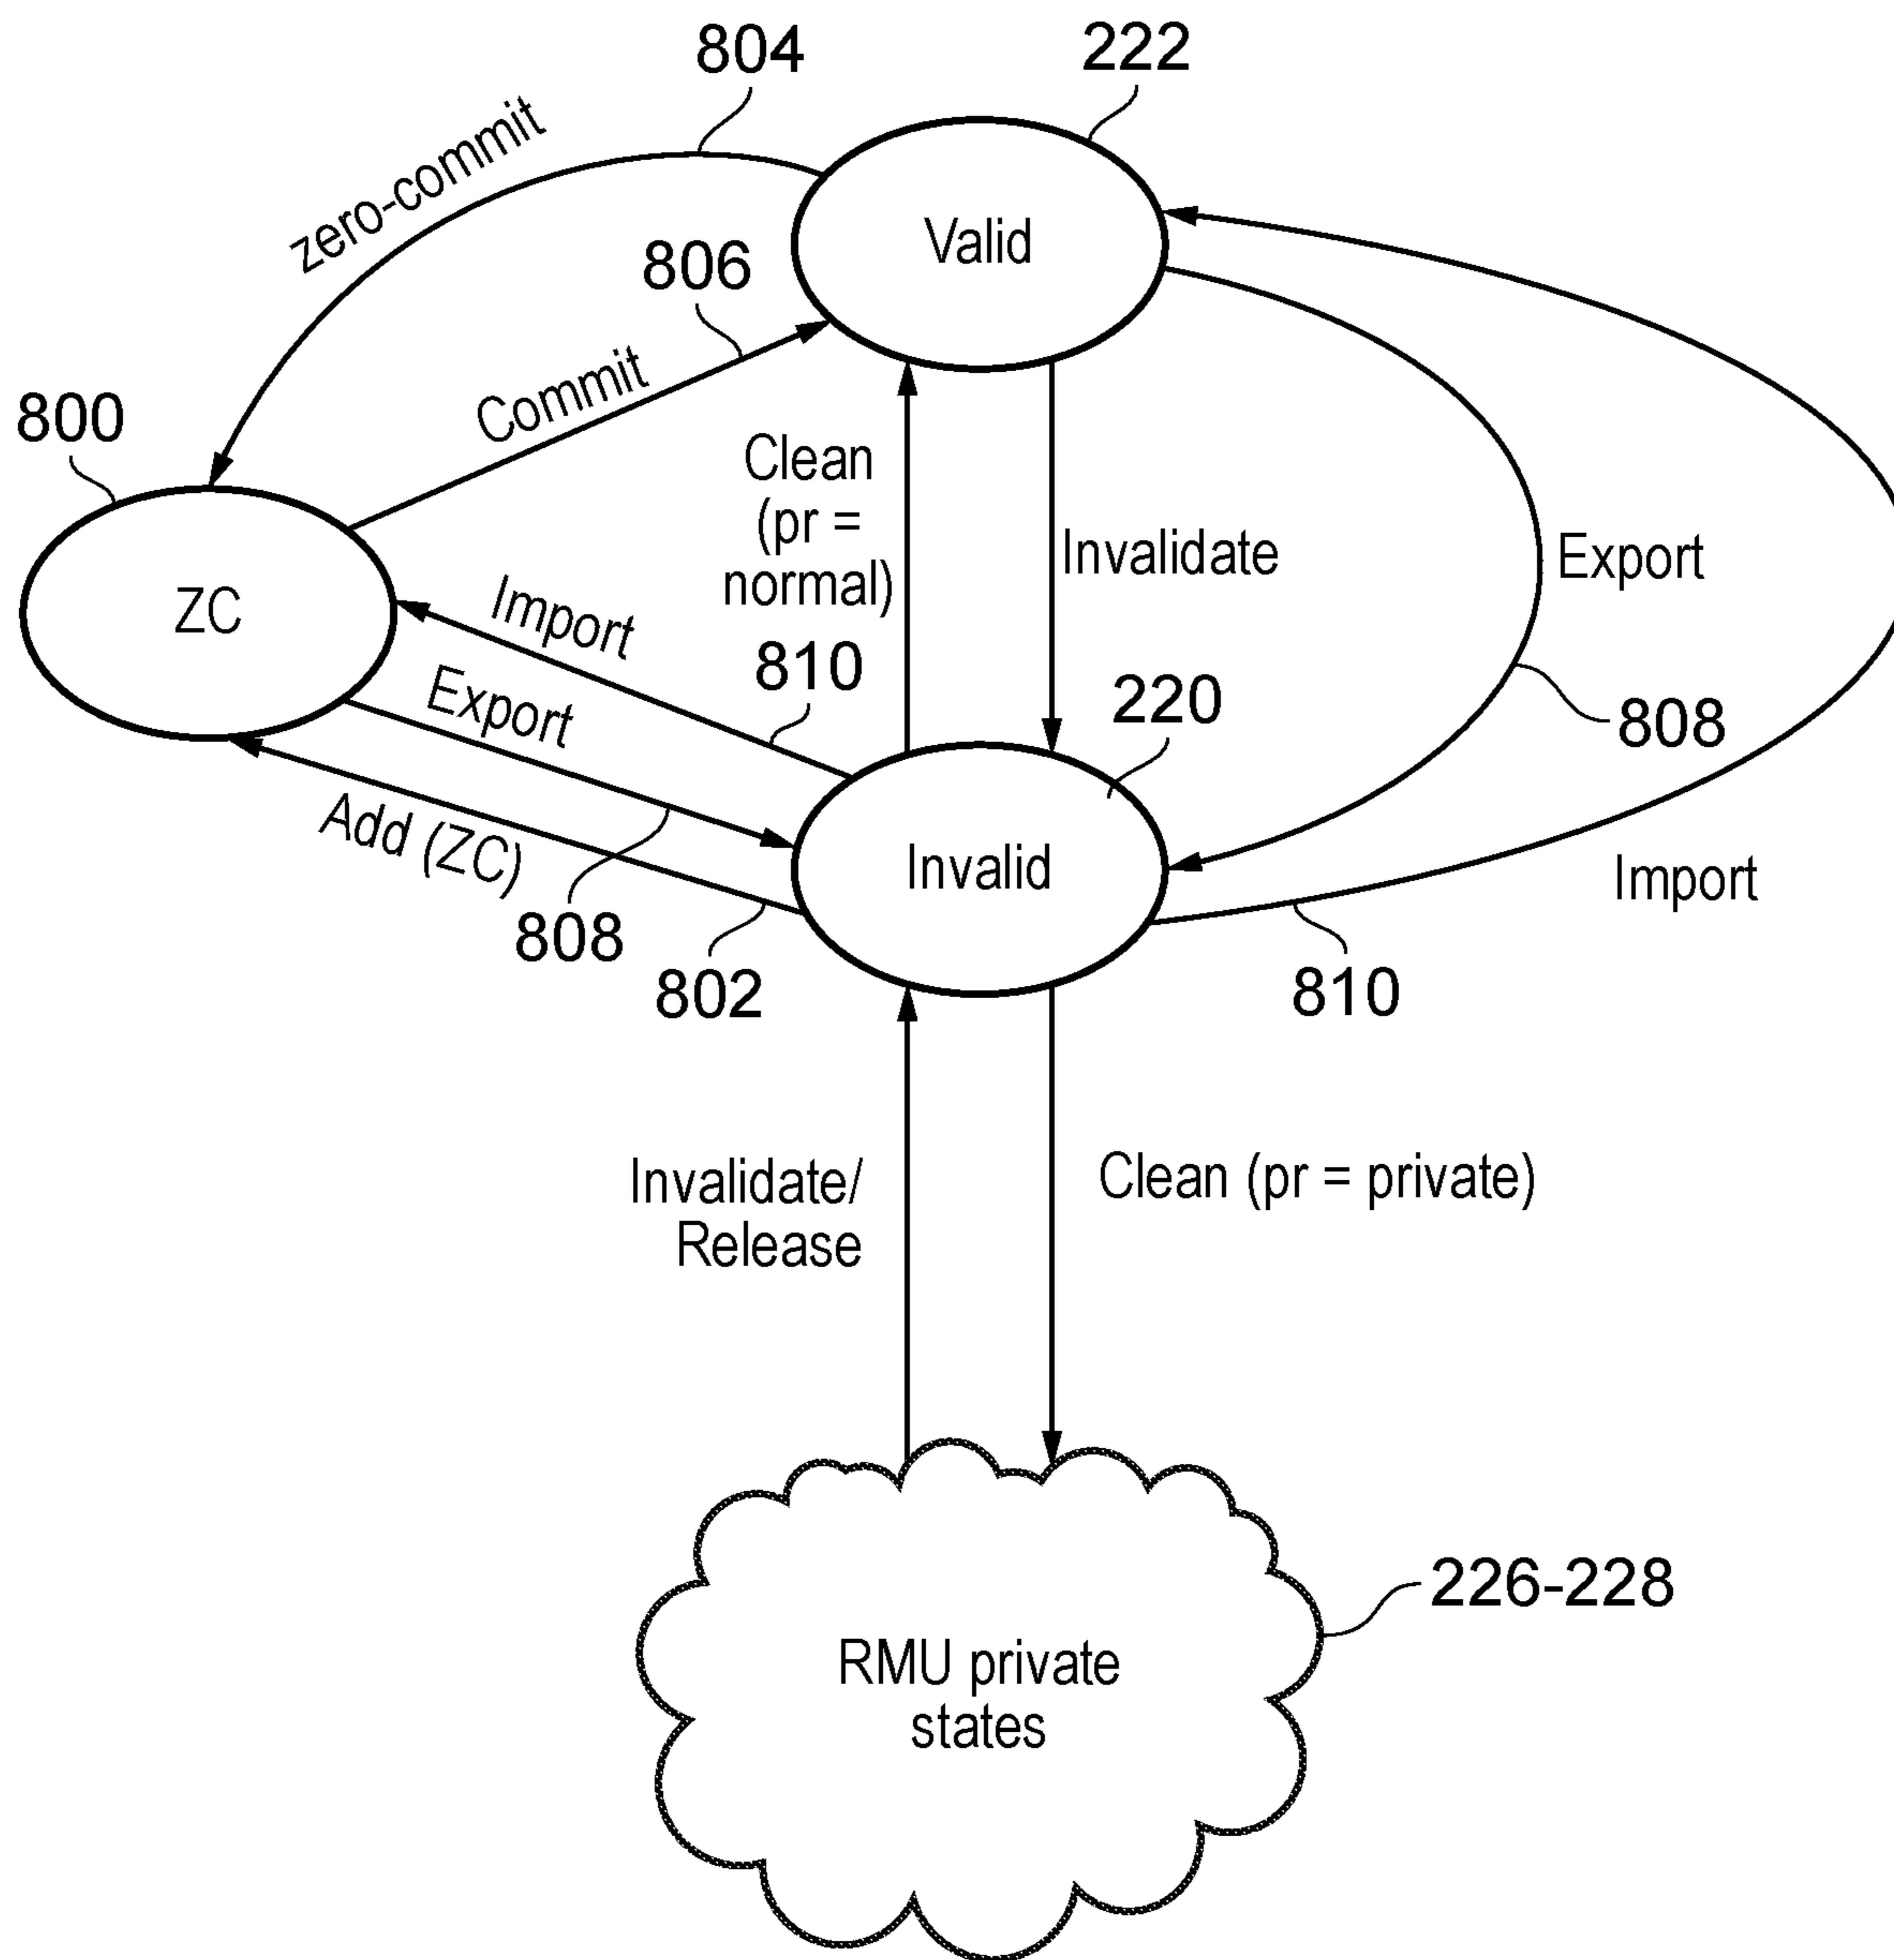 804
222
zero-commit
Valid
806
Commit
800
Clean
(pr =
normal)
Invalidate
Export
ZC
Import
810
220
808
Export
Add (ZC)
Invalid
Import
808
802
810
Invalidate/
Release
Clean (pr = private)
226-228
RMU private
states